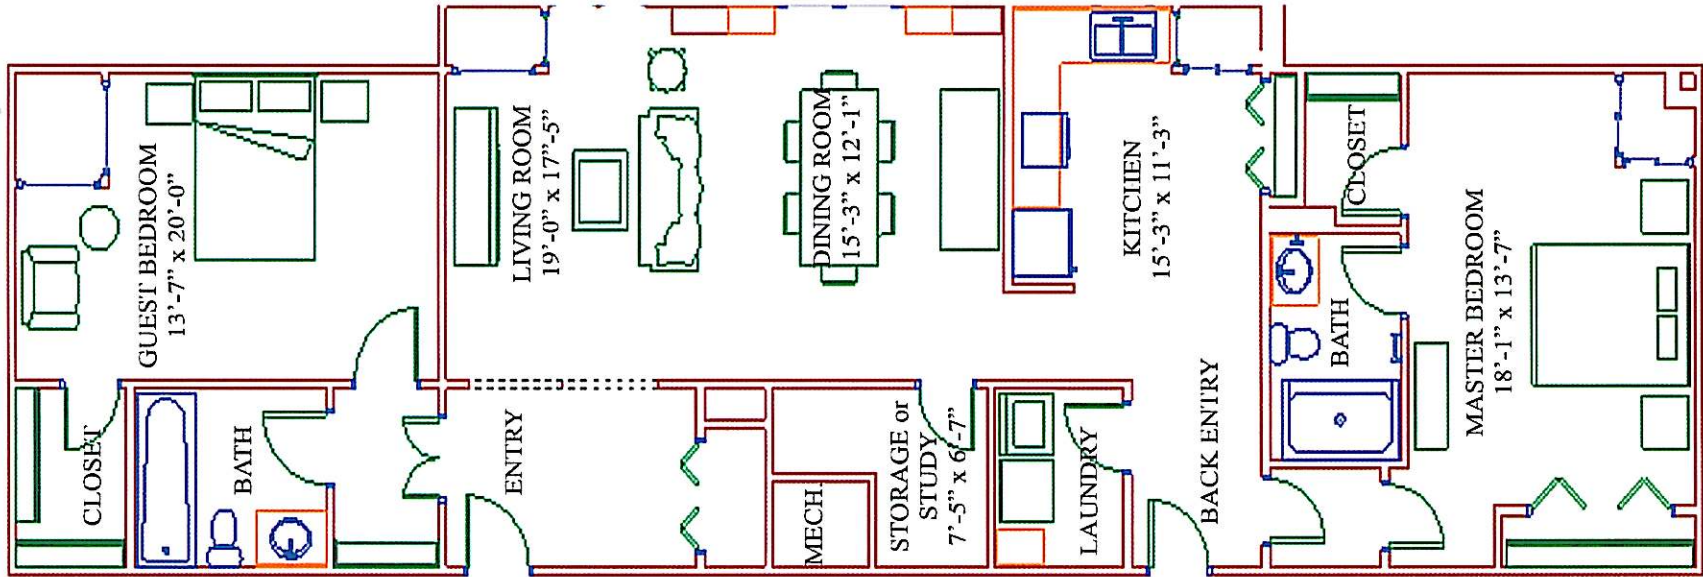 GUEST BEDROOM
13'-7" x 20'-0"
CLOSET
BATH
LIVING ROOM
19'-0" x 17"-5"
ENTRY
DINING ROOM
15'-3" x 12'-1"
MECH.
STORAGE or
STUDY
7'-5" x 6'-7"
KITCHEN
15'-3" x 11'-3"
LAUNDRY
BACK ENTRY
CLOSET
BATH
MASTER BEDROOM
18'-1" x 13'-7"